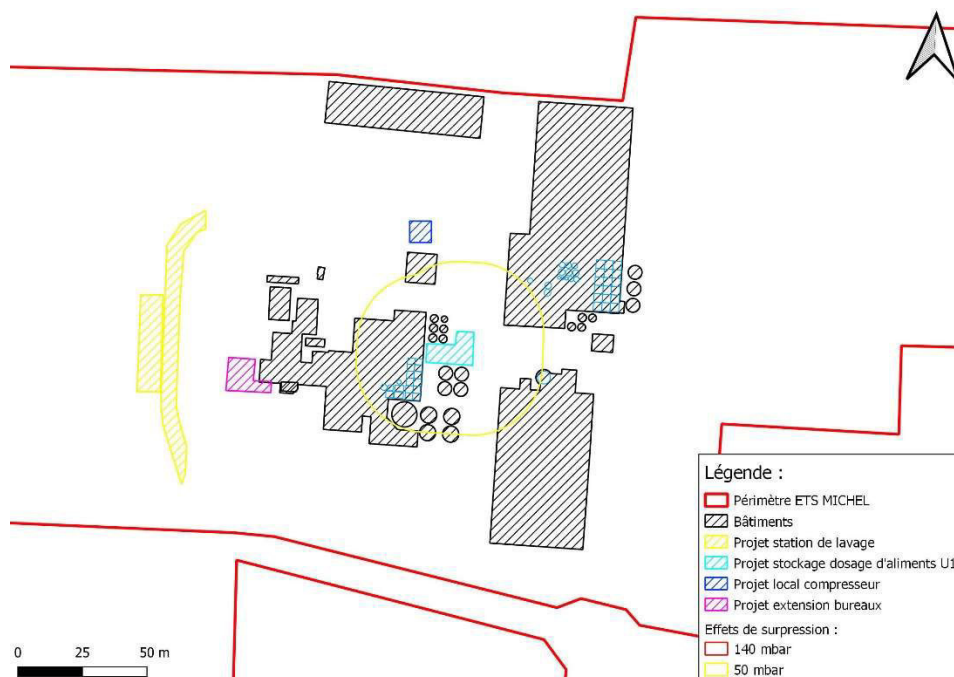 Légende :
Périmètre ETS MICHEL
Bâtiments
Projet station de lavage
Projet stockage dosage d'aliments U1
Projet local compresseur
Projet extension bureaux
Effets de surpression :
140 mbar
50 mbar
0 25 50 m